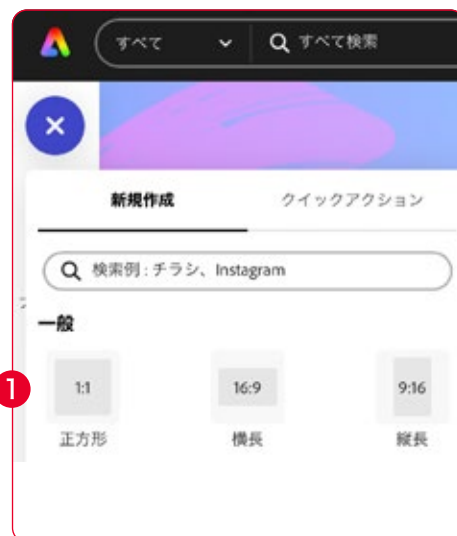 すべて すべて検索
新規作成 クイックアクション
検索例 : チラシ、Instagram
一般
1
1:1 16:9 9:16
正方形 横長 縦長